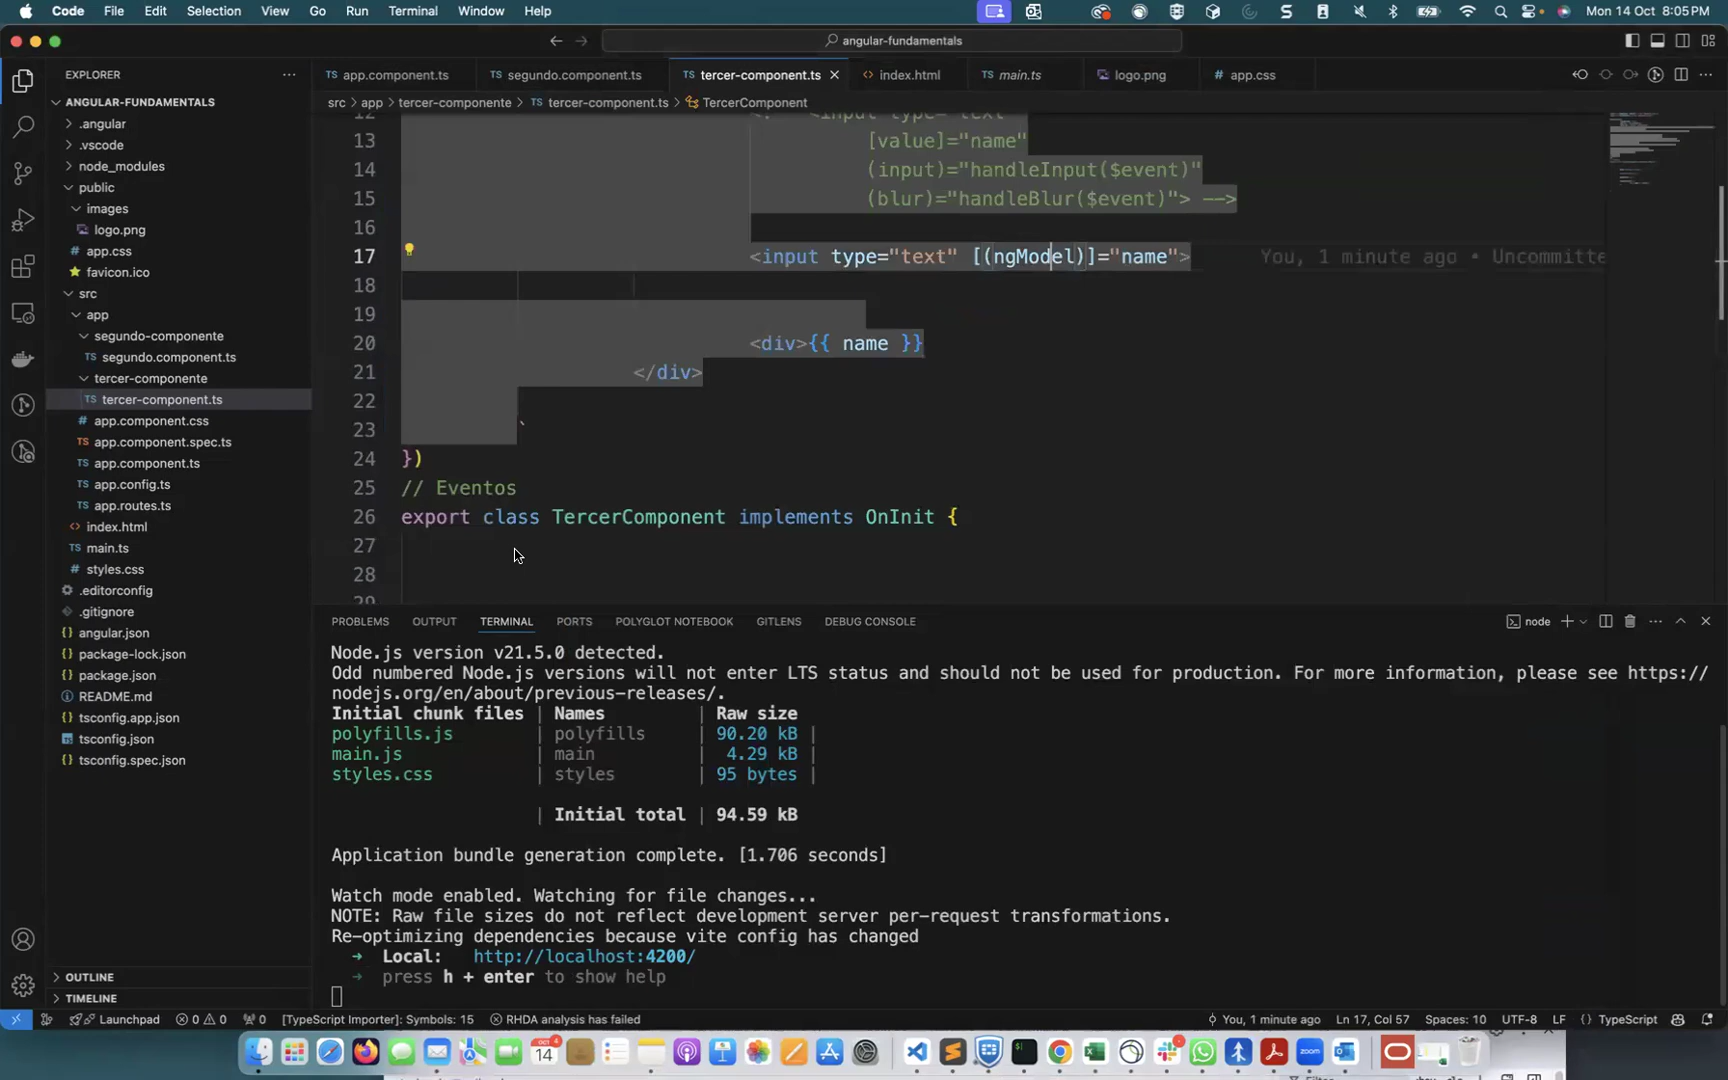 Code File Edit Selection View Go Run Terminal Window Help Mon 14 Oct 8:05 PM
angular-fundamentals
EXPLORER
app.component.ts segundo.component.ts tercer-component.ts index.html main.ts logo.png app.css
src > app > tercer-componente > TS tercer-component.ts > TercerComponent
ANGULAR-FUNDAMENTALS
.angular
.vscode
node_modules
public
images
logo.png
app.css
favicon.ico
src
app
segundo-componente
segundo.component.ts
tercer-componente
tercer-component.ts
app.component.css
app.component.spec.ts
app.component.ts
app.config.ts
app.routes.ts
index.html
main.ts
styles.css
.editorconfig
.gitignore
angular.json
package-lock.json
package.json
README.md
tsconfig.app.json
tsconfig.json
tsconfig.spec.json
OUTLINE
TIMELINE
13 [value]="name"
14 (input)="handleInput($event)"
15 (blur)="handleBlur($event)"> -->
16
17 <input type="text" [(ngModel)]="name"> You, 1 minute ago • Uncommitte
18
19
20 <div>{{ name }}
21 </div>
22
23 `
24 })
25 // Eventos
26 export class TercerComponent implements OnInit {
27
28
29
PROBLEMS OUTPUT TERMINAL PORTS POLYGLOT NOTEBOOK GITLENS DEBUG CONSOLE node
Node.js version v21.5.0 detected.
Odd numbered Node.js versions will not enter LTS status and should not be used for production. For more information, please see https://
nodejs.org/en/about/previous-releases/.
Initial chunk files | Names | Raw size
polyfills.js | polyfills | 90.20 kB |
main.js | main | 4.29 kB |
styles.css | styles | 95 bytes |
| Initial total | 94.59 kB
Application bundle generation complete. [1.706 seconds]
Watch mode enabled. Watching for file changes...
NOTE: Raw file sizes do not reflect development server per-request transformations.
Re-optimizing dependencies because vite config has changed
➜ Local: http://localhost:4200/
➜ press h + enter to show help
Launchpad 0 0 0 [TypeScript Importer]: Symbols: 15 RHDA analysis has failed You, 1 minute ago Ln 17, Col 57 Spaces: 10 UTF-8 LF {} TypeScript